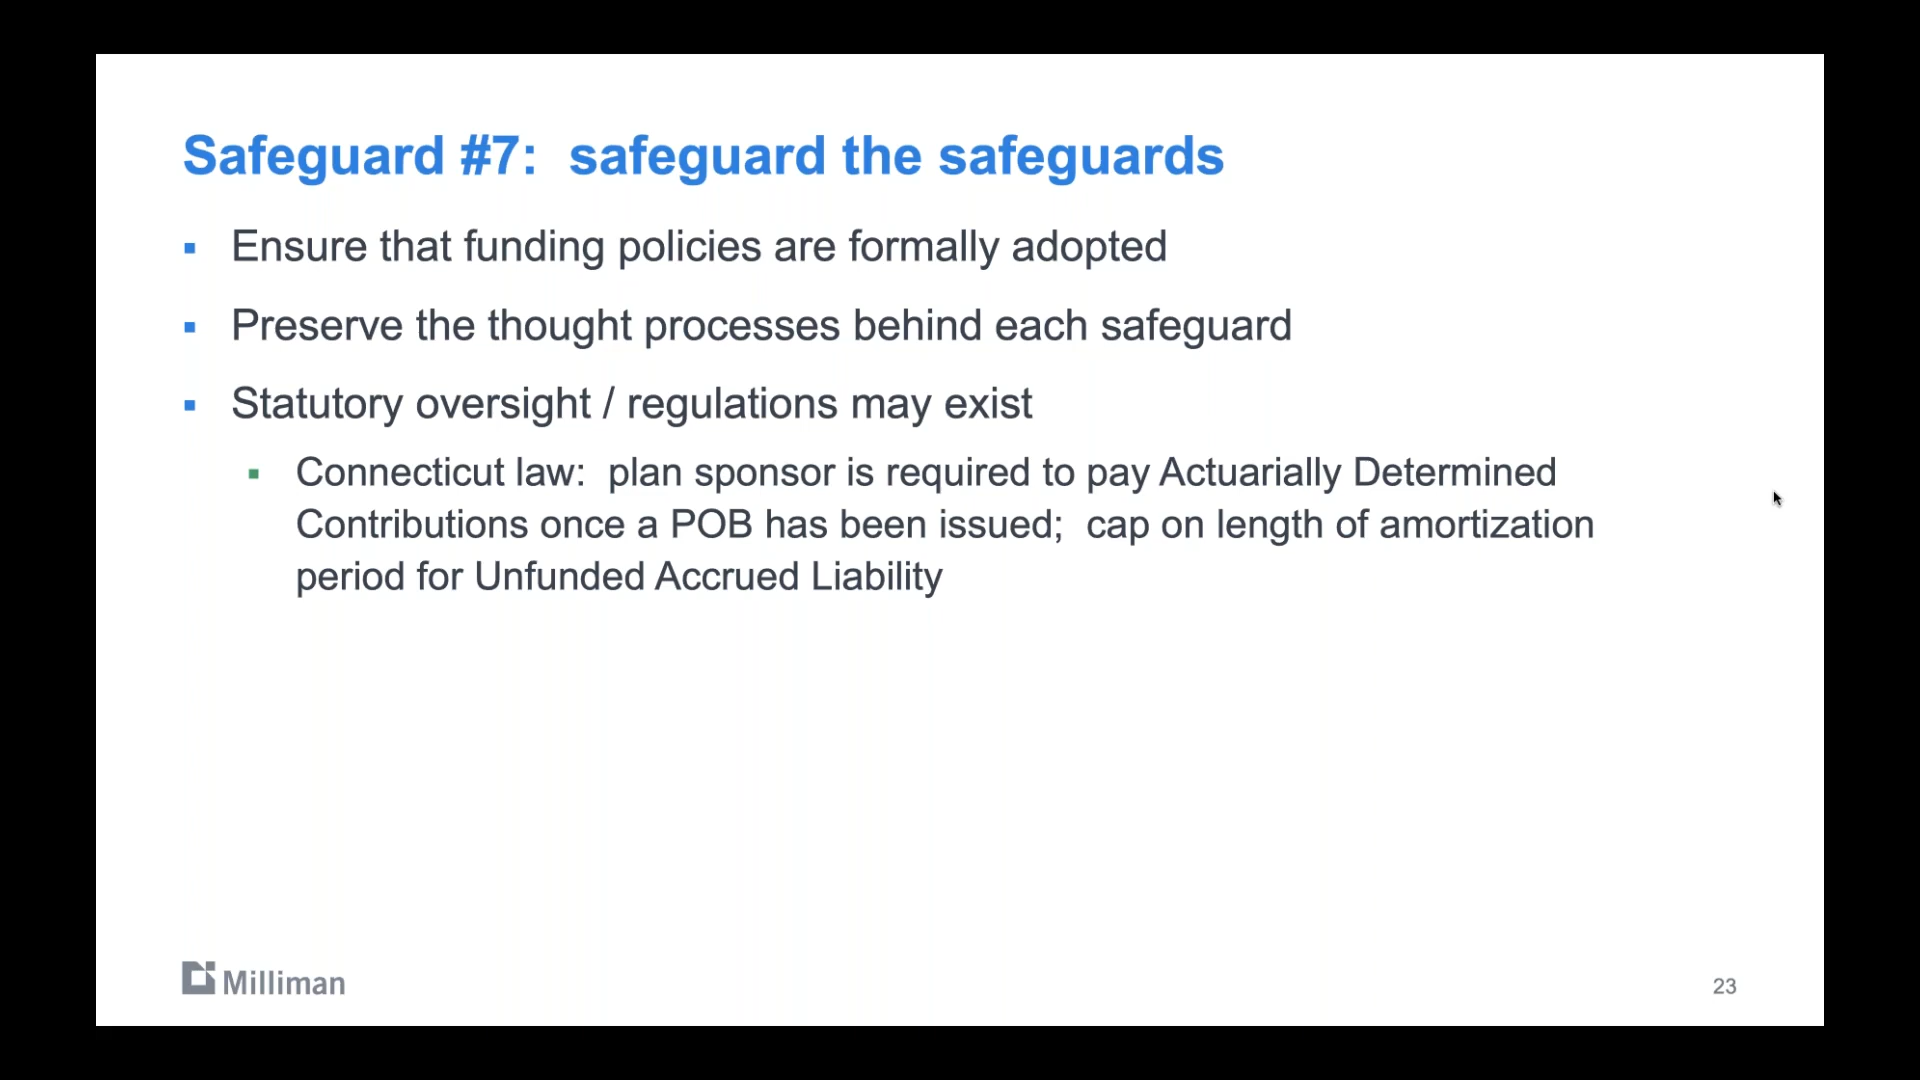 Safeguard #7:  safeguard the safeguards
▪ Ensure that funding policies are formally adopted
▪ Preserve the thought processes behind each safeguard
▪ Statutory oversight / regulations may exist
▪ Connecticut law:  plan sponsor is required to pay Actuarially Determined
Contributions once a POB has been issued;  cap on length of amortization
period for Unfunded Accrued Liability
Milliman
23